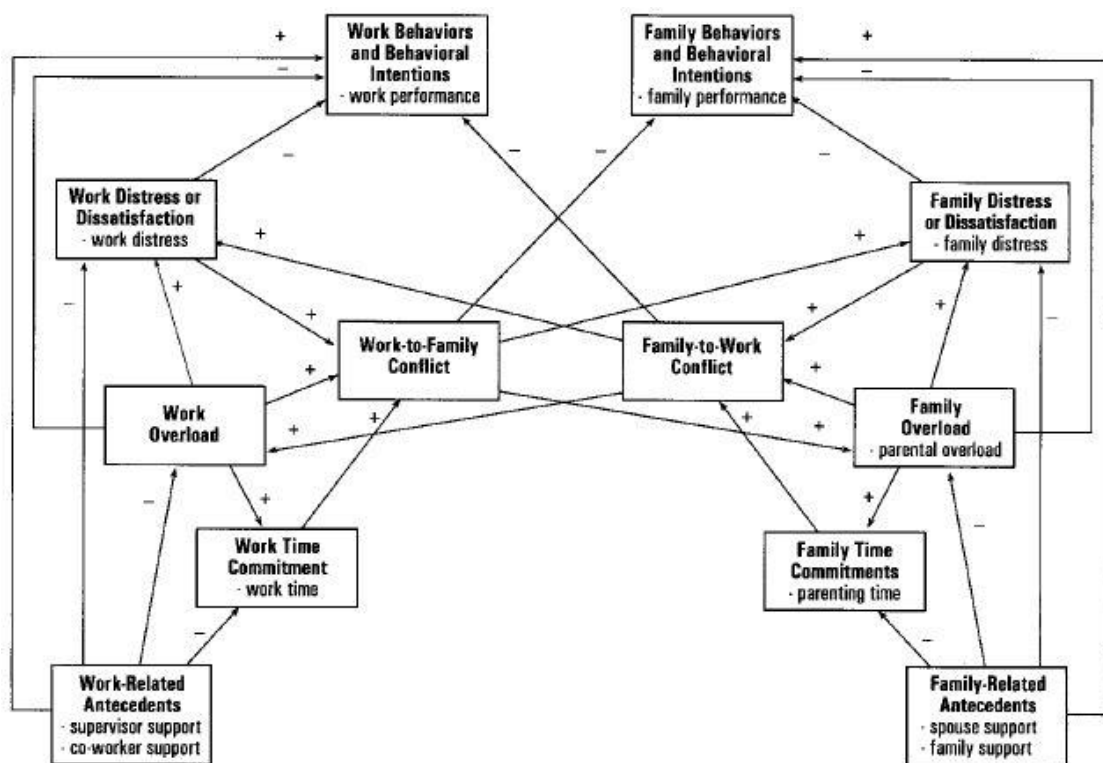 +
Work Behaviors
and Behavioral
Intentions
- work performance
Family Behaviors
and Behavioral
Intentions
- family performance
+
–
–
–
–
–
–
Work Distress or
Dissatisfaction
- work distress
Family Distress
or Dissatisfaction
- family distress
+
+
–
+
+
+
+
–
Work-to-Family
Conflict
Family-to-Work
Conflict
+
+
Work
Overload
Family
Overload
- parental overload
+
+
+
+
–
+
+
–
Work Time
Commitment
- work time
Family Time
Commitments
- parenting time
–
–
Work-Related
Antecedents
- supervisor support
- co-worker support
Family-Related
Antecedents
- spouse support
- family support